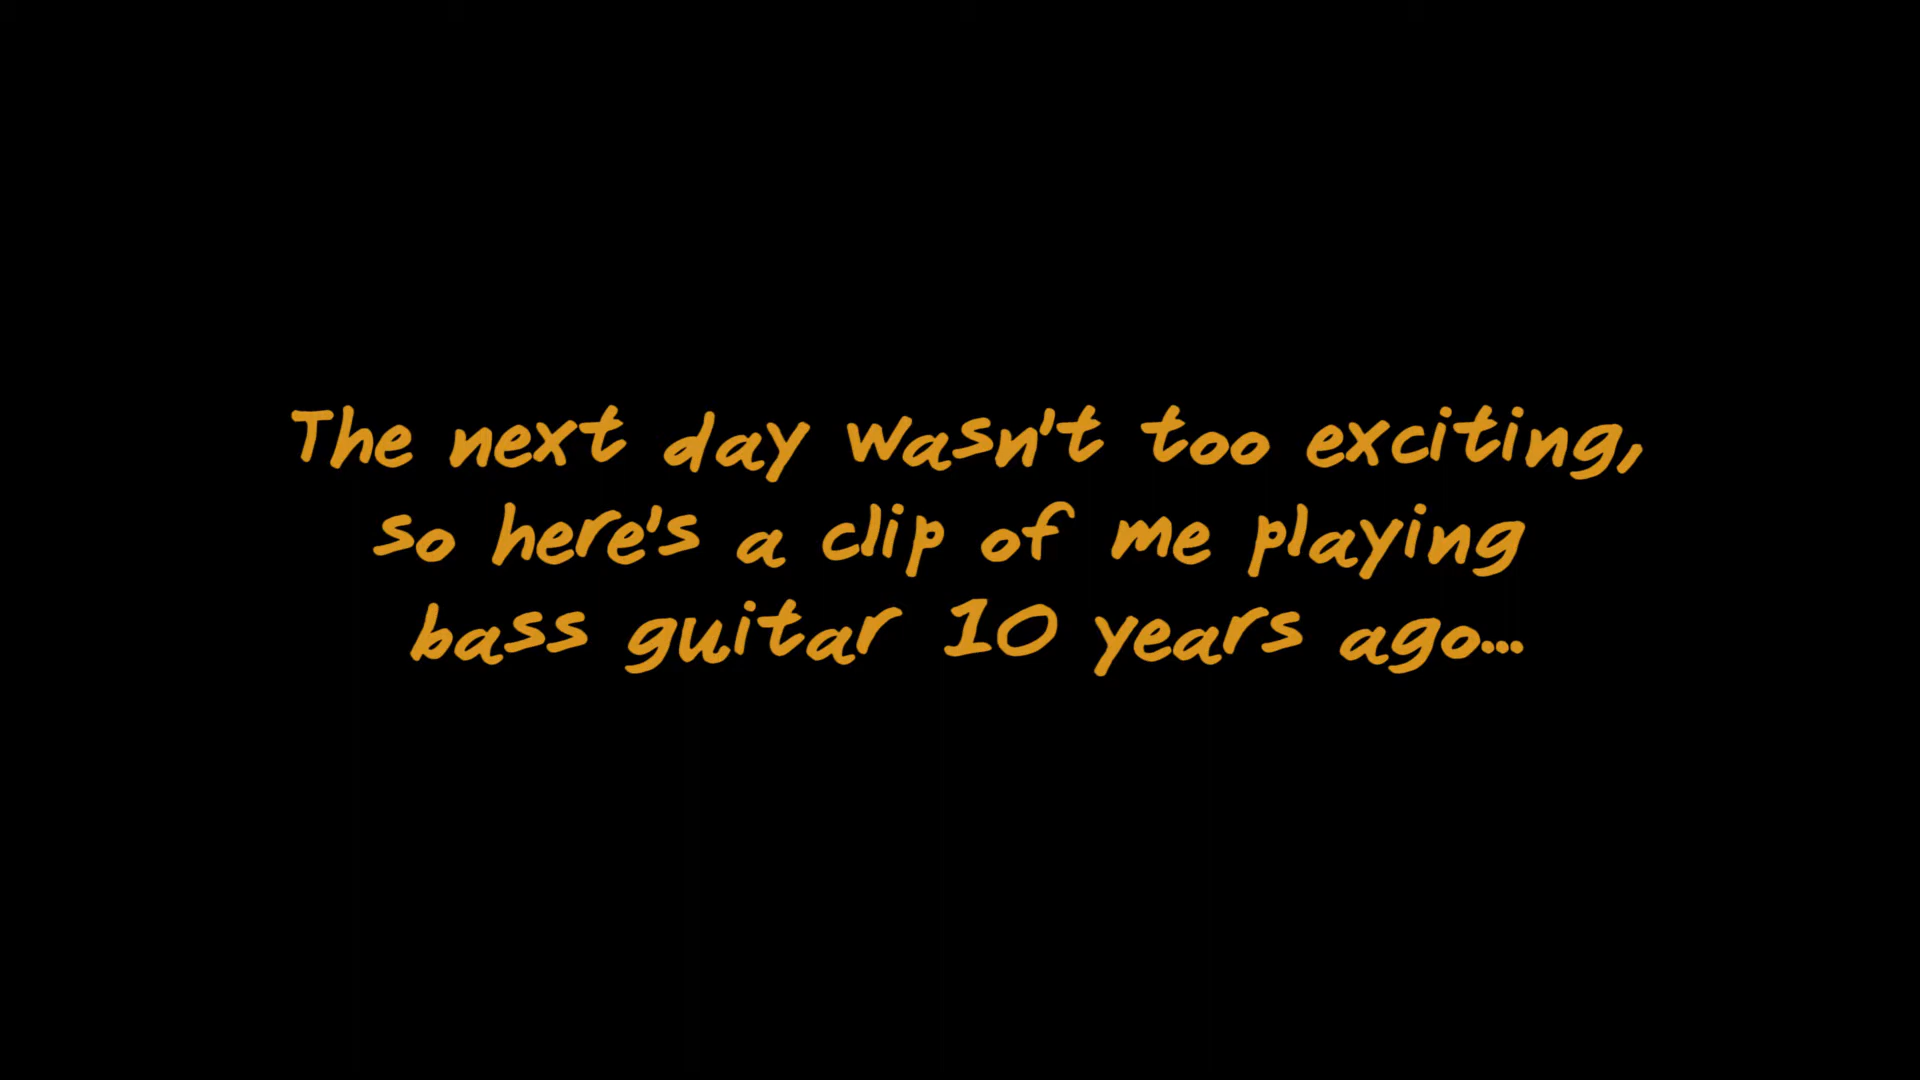 The next day wasn't too exciting,
so here's a clip of me playing
bass guitar 10 years ago...